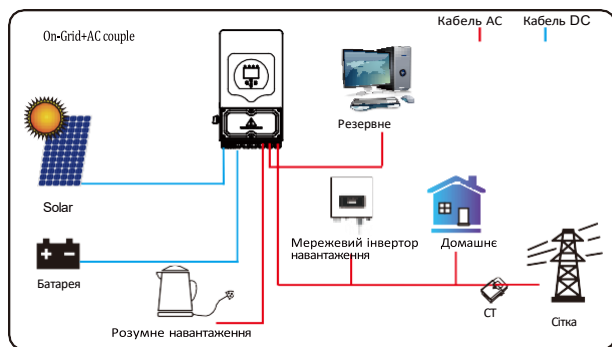 On-Grid+AC couple
Кабель AC
Кабель DC
Резервне
Solar
Мережевий інвертор
навантаження
Домашнє
Батарея
Розумне навантаження
CT
Сітка